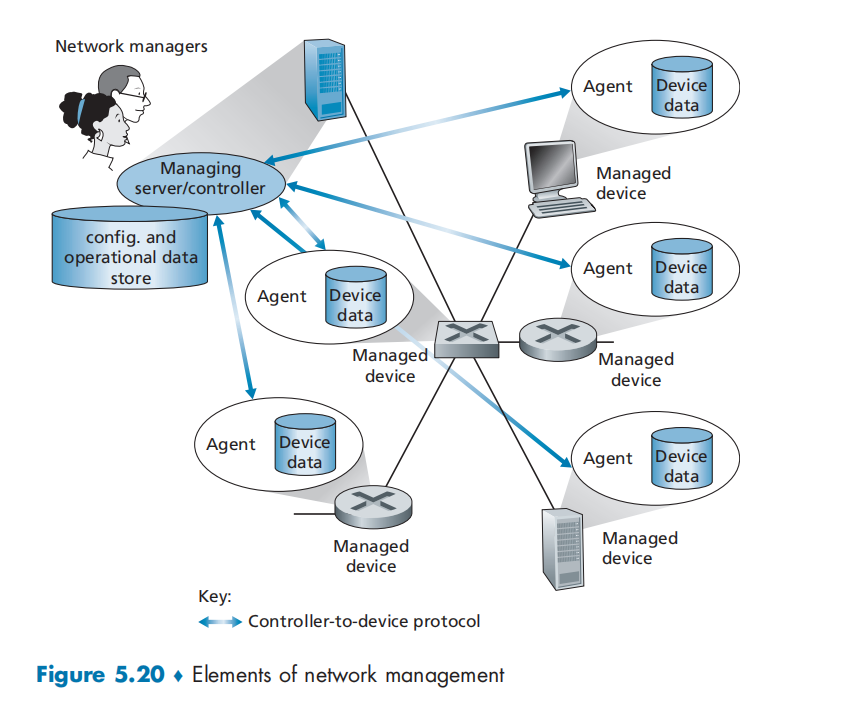 Network managers
Agent
Device
data
Managing
server/controller
Managed
device
config. and
operational data
store
Agent
Device
data
Agent
Device
data
Managed
device
Managed
device
Agent
Device
data
Agent
Device
data
Managed
device
Managed
device
Key:
Controller-to-device protocol
Figure 5.20 ♦ Elements of network management